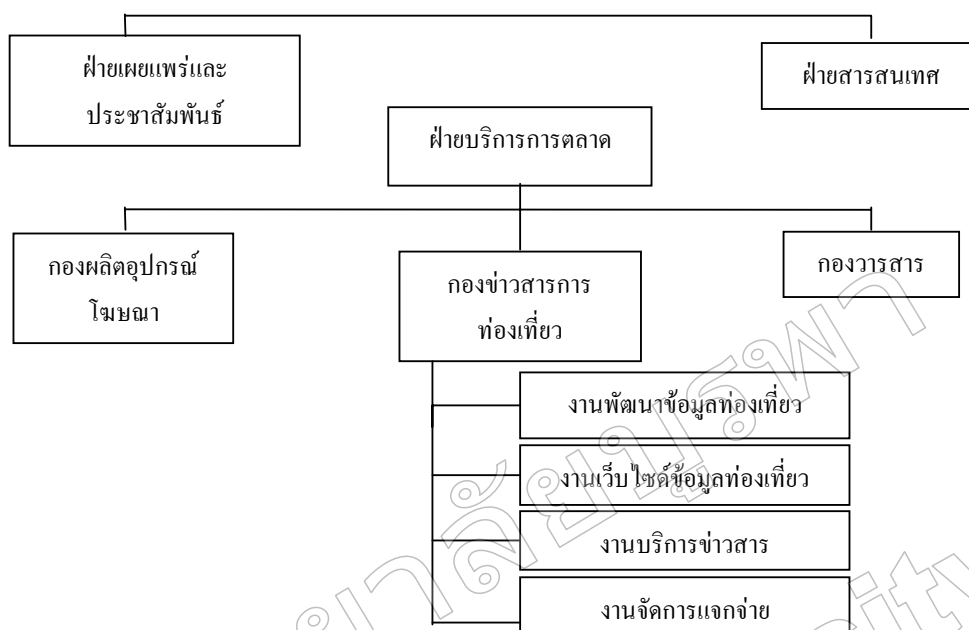 ฝ่ายเผยแพร่และ
ประชาสัมพันธ์
ฝ่ายสารสนเทศ
ฝ่ายบริการการตลาด
กองผลิตอุปกรณ์
โฆษณา
กองข่าวสารการ
ท่องเที่ยว
กองวารสาร
งานพัฒนาข้อมูลท่องเที่ยว
งานเว็บไซต์ข้อมูลท่องเที่ยว
งานบริการข่าวสาร
งานจัดการแจกจ่าย